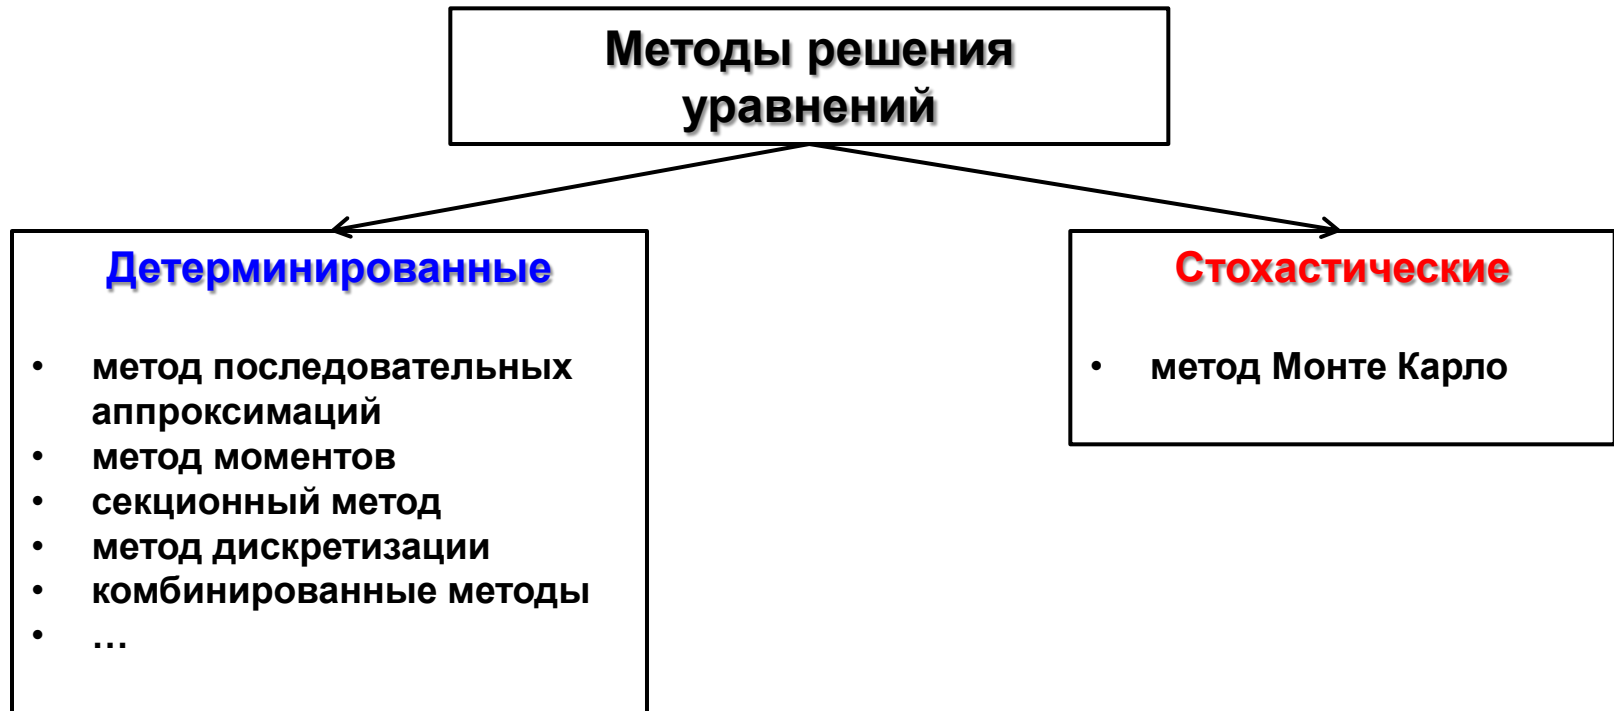 Методы решения
уравнений
Детерминированные
• метод последовательных
аппроксимаций
• метод моментов
• секционный метод
• метод дискретизации
• комбинированные методы
• …
Стохастические
• метод Монте Карло